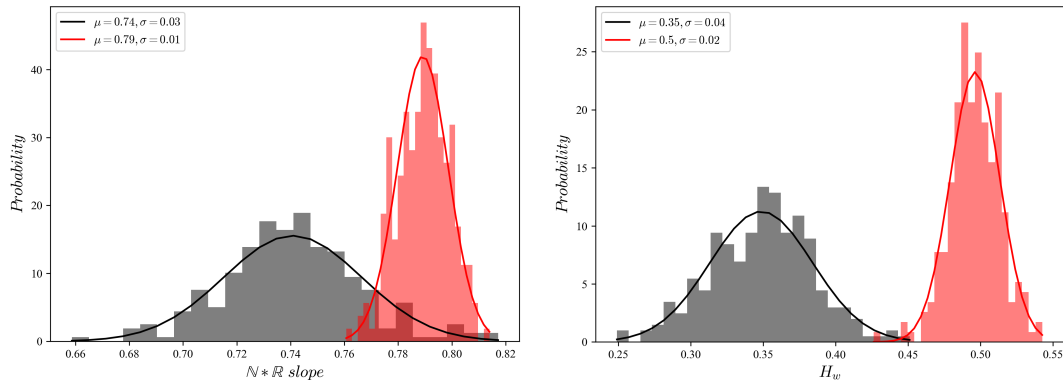 μ = 0.74, σ = 0.03
μ = 0.79, σ = 0.01
40
30
20
10
0
Probability
0.66 0.68 0.70 0.72 0.74 0.76 0.78 0.80 0.82
ℕ ∗ ℝ slope
μ = 0.35, σ = 0.04
μ = 0.5, σ = 0.02
25
20
15
10
5
0
Probability
0.25 0.30 0.35 0.40 0.45 0.50 0.55
H_w